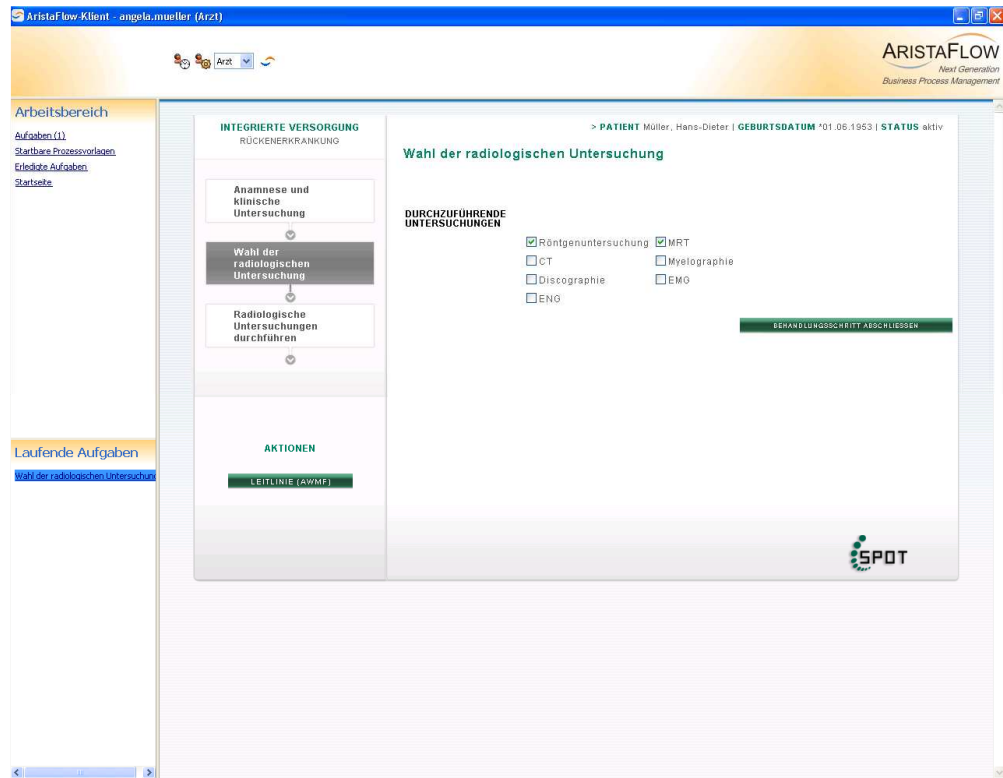 AristaFlow-Klient - angela.mueller (Arzt)
Arzt
ARISTAFLOW
Next Generation
Business Process Management
Arbeitsbereich
Aufgaben (1)
Startbare Prozessvorlagen
Erledigte Aufgaben
Startseite
INTEGRIERTE VERSORGUNG
RÜCKENERKRANKUNG
> PATIENT Müller, Hans-Dieter | GEBURTSDATUM *01.06.1953 | STATUS aktiv
Wahl der radiologischen Untersuchung
Anamnese und
klinische
Untersuchung
Wahl der
radiologischen
Untersuchung
Radiologische
Untersuchungen
durchführen
DURCHZUFÜHRENDE
UNTERSUCHUNGEN
Röntgenuntersuchung MRT
CT Myelographie
Discographie EMG
ENG
BEHANDLUNGSSCHRITT ABSCHLIESSEN
Laufende Aufgaben
Wahl der radiologischen Untersuchung
AKTIONEN
LEITLINIE (AWMF)
SPOT